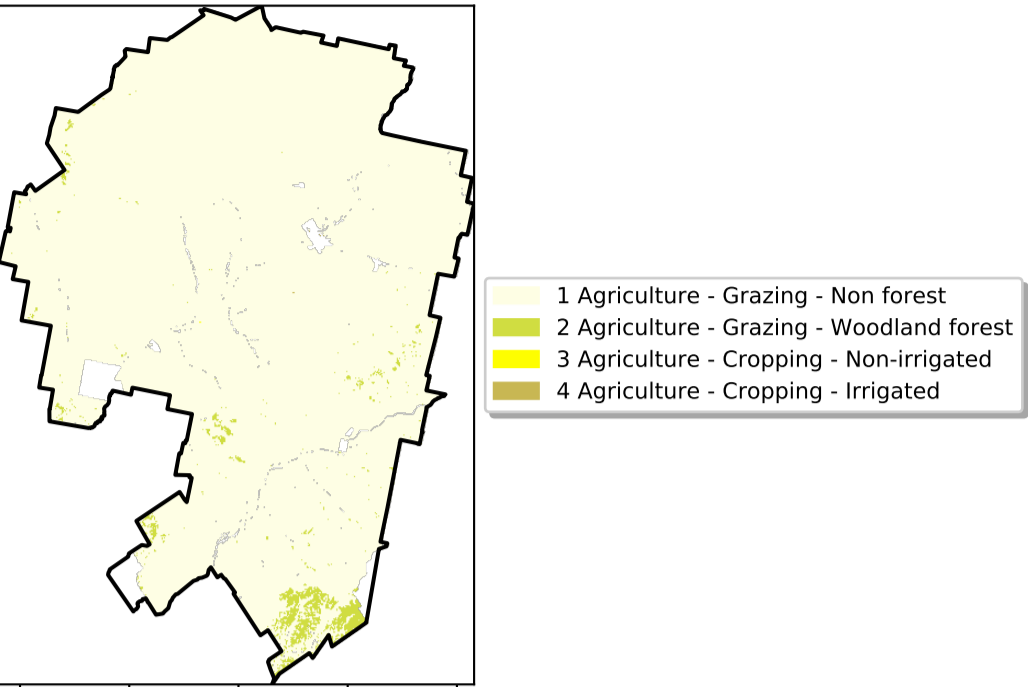 1 Agriculture - Grazing - Non forest
2 Agriculture - Grazing - Woodland forest
3 Agriculture - Cropping - Non-irrigated
4 Agriculture - Cropping - Irrigated